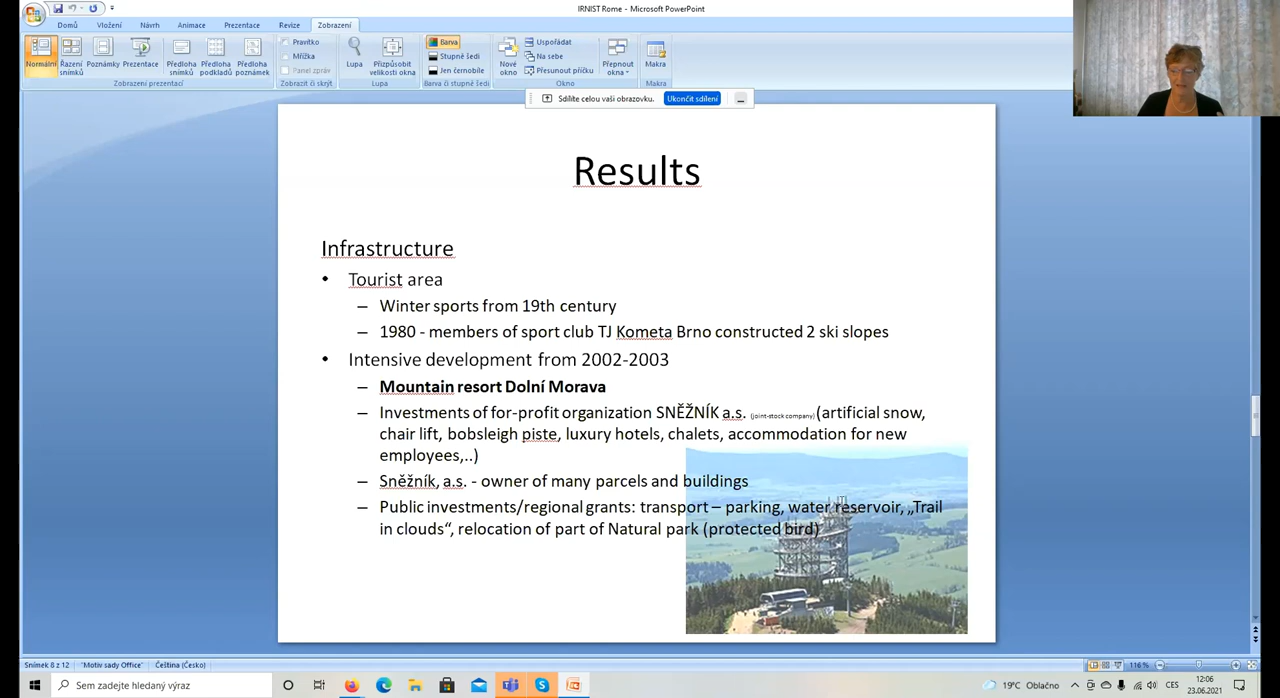 IRNIST Rome - Microsoft PowerPoint
Domů Vložení Návrh Animace Prezentace Revize Zobrazení
Normální Řazení snímků Poznámky Prezentace Předloha snímků Předloha podkladů Předloha poznámek
Pravítko
Mřížka
Panel zpráv
Lupa Přizpůsobit velikosti okna
Barva
Stupně šedi
Jen černobíle
Nové okno
Uspořádat
Na sebe
Přesunout příčku
Přepnout okna
Makra
Zobrazení prezentací Zobrazit či skrýt Lupa Barva či stupně šedi Okno Makra
Sdílíte celou vaši obrazovku. Ukončit sdílení
Results
Infrastructure
• Tourist area
– Winter sports from 19th century
– 1980 - members of sport club TJ Kometa Brno constructed 2 ski slopes
• Intensive development from 2002-2003
– Mountain resort Dolní Morava
– Investments of for-profit organization SNĚŽNÍK a.s. (joint-stock company) (artificial snow,
chair lift, bobsleigh piste, luxury hotels, chalets, accommodation for new
employees,..)
– Sněžník, a.s. - owner of many parcels and buildings
– Public investments/regional grants: transport – parking, water reservoir, „Trail
in clouds“, relocation of part of Natural park (protected bird)
Snímek 8 z 12 "Motiv sady Office" Čeština (Česko) 116 %
Sem zadejte hledaný výraz
19°C Oblačno CES 12:06
23.06.2021